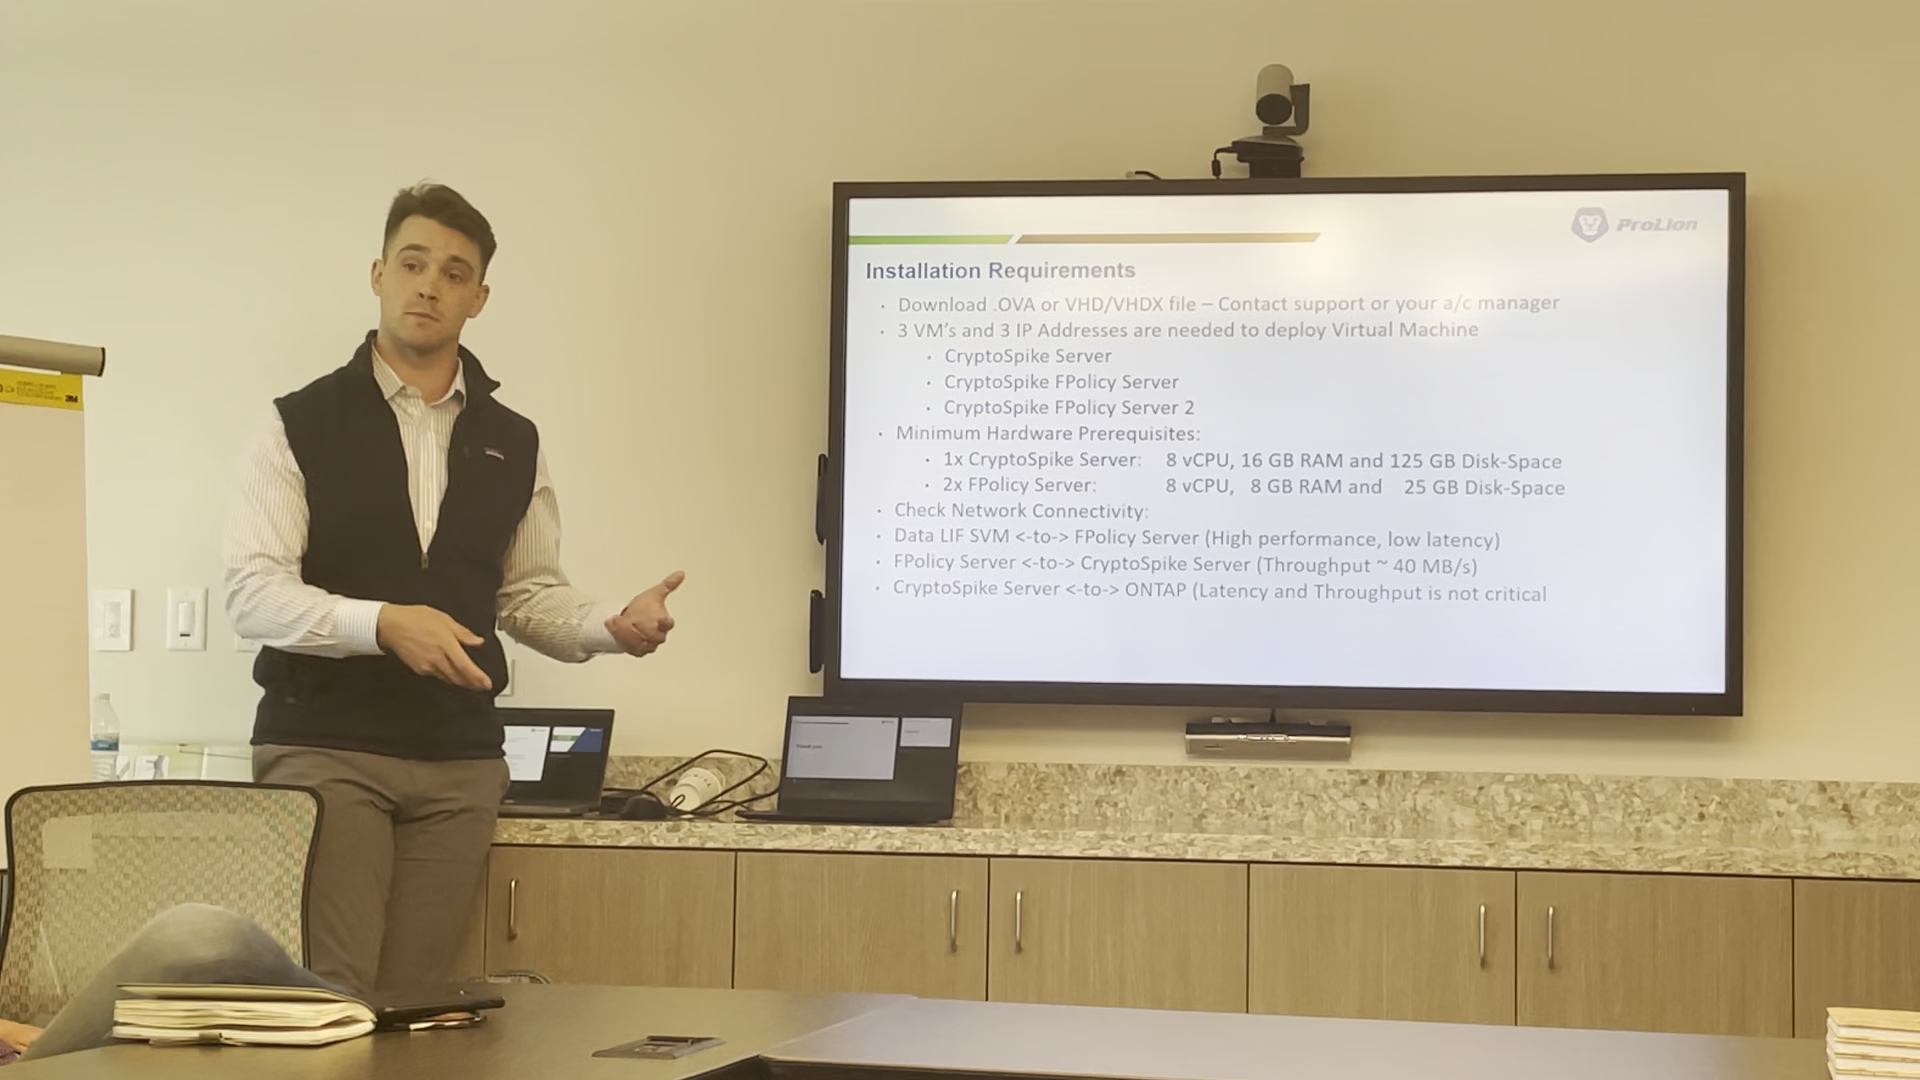 ProLion
Installation Requirements
· Download .OVA or VHD/VHDX file – Contact support or your a/c manager
· 3 VM's and 3 IP Addresses are needed to deploy Virtual Machine
· CryptoSpike Server
· CryptoSpike FPolicy Server
· CryptoSpike FPolicy Server 2
· Minimum Hardware Prerequisites:
· 1x CryptoSpike Server: 8 vCPU, 16 GB RAM and 125 GB Disk-Space
· 2x FPolicy Server: 8 vCPU, 8 GB RAM and 25 GB Disk-Space
· Check Network Connectivity:
· Data LIF SVM <-to-> FPolicy Server (High performance, low latency)
· FPolicy Server <-to-> CryptoSpike Server (Throughput ~ 40 MB/s)
· CryptoSpike Server <-to-> ONTAP (Latency and Throughput is not critical
3M
Thank you